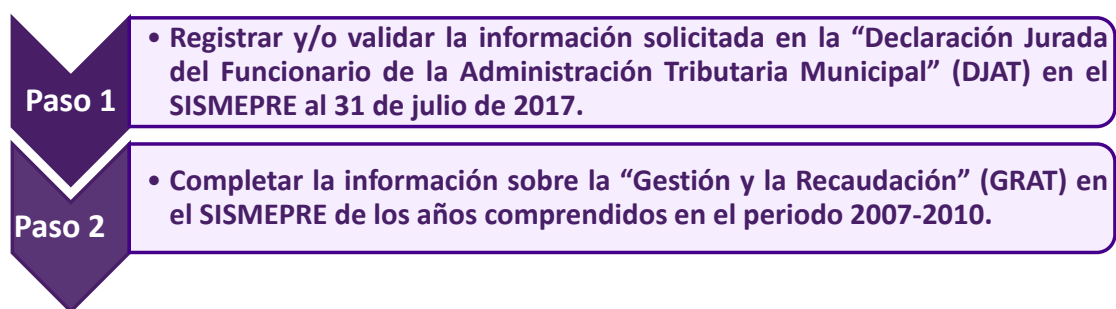 Paso 1
• Registrar y/o validar la información solicitada en la “Declaración Jurada
del Funcionario de la Administración Tributaria Municipal” (DJAT) en el
SISMEPRE al 31 de julio de 2017.
Paso 2
• Completar la información sobre la “Gestión y la Recaudación” (GRAT) en
el SISMEPRE de los años comprendidos en el periodo 2007-2010.